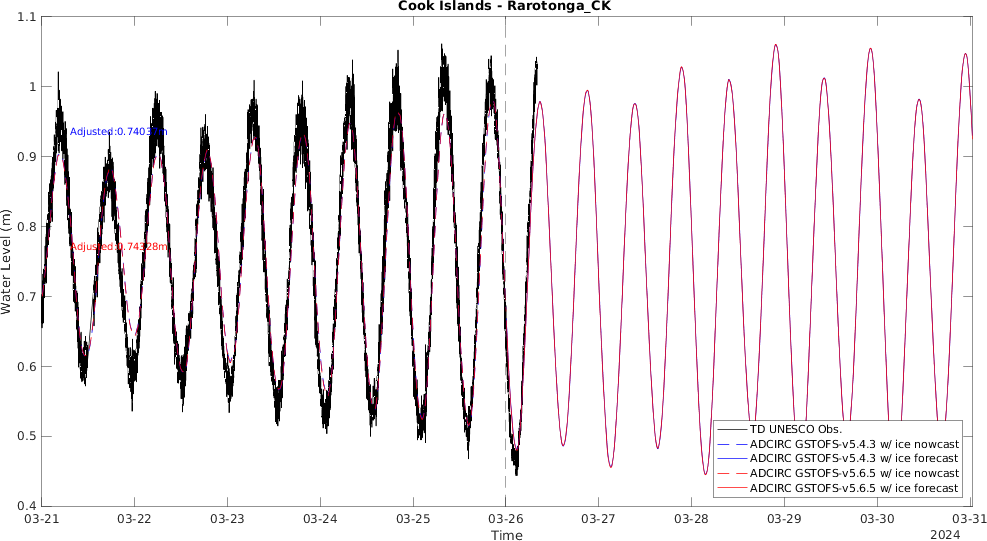 Cook Islands - Rarotonga_CK
1.1
1
0.9
0.8
0.7
0.6
0.5
0.4
Water Level (m)
Adjusted:0.74037m
Adjusted:0.74328m
TD UNESCO Obs.
ADCIRC GSTOFS-v5.4.3 w/ ice nowcast
ADCIRC GSTOFS-v5.4.3 w/ ice forecast
ADCIRC GSTOFS-v5.6.5 w/ ice nowcast
ADCIRC GSTOFS-v5.6.5 w/ ice forecast
03-21 03-22 03-23 03-24 03-25 03-26 03-27 03-28 03-29 03-30 03-31
Time
2024